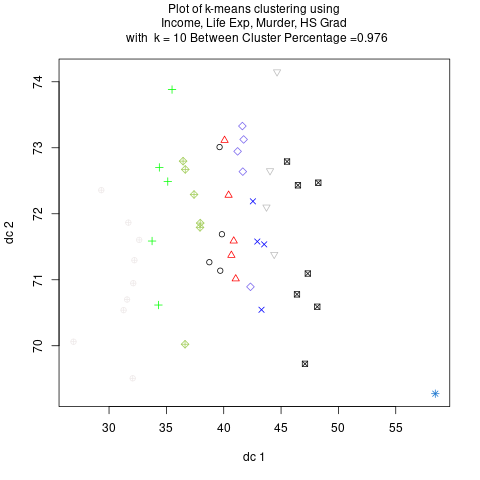 Plot of k-means clustering using
Income, Life Exp, Murder, HS Grad
with k = 10 Between Cluster Percentage =0.976
74
73
72
71
70
dc 2
30 35 40 45 50 55
dc 1